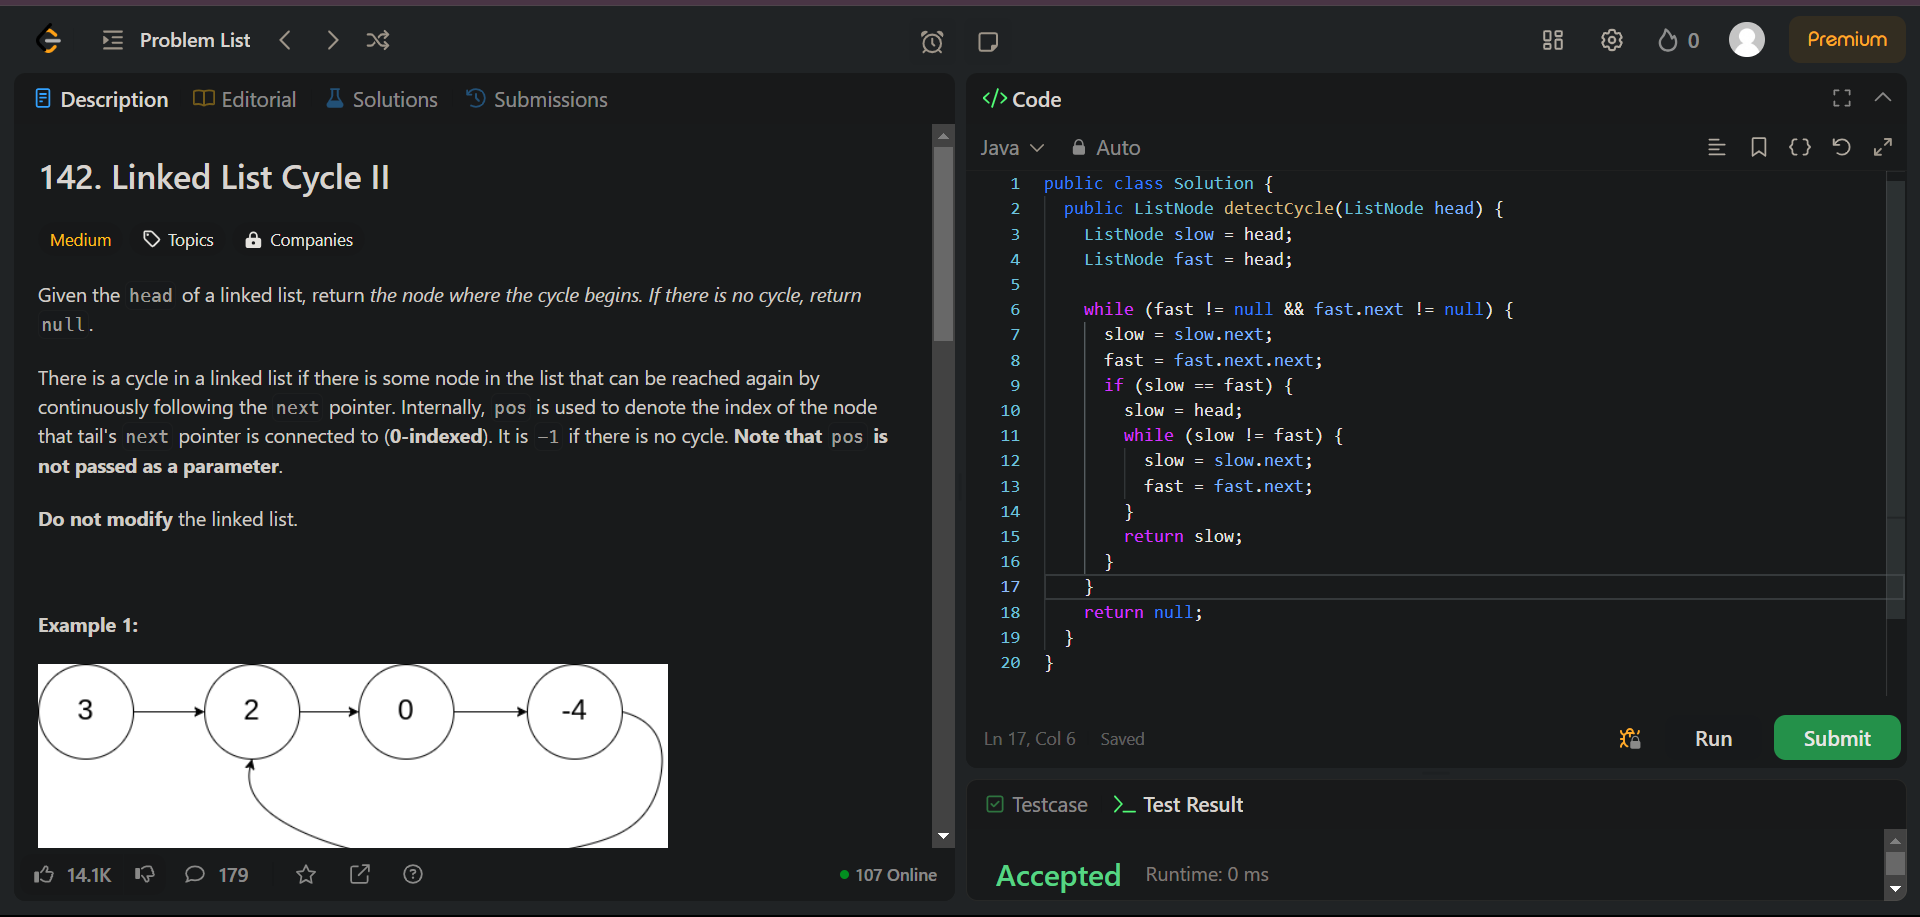 Problem List
0
Premium
Description
Editorial
Solutions
Submissions
142. Linked List Cycle II
Medium
Topics
Companies
Given the head of a linked list, return the node where the cycle begins. If there is no cycle, return
null.
There is a cycle in a linked list if there is some node in the list that can be reached again by
continuously following the next pointer. Internally, pos is used to denote the index of the node
that tail's next pointer is connected to (0-indexed). It is -1 if there is no cycle. Note that pos is
not passed as a parameter.
Do not modify the linked list.
Example 1:
3
2
0
-4
14.1K
179
107 Online
</> Code
Java
Auto
1 public class Solution {
2 public ListNode detectCycle(ListNode head) {
3 ListNode slow = head;
4 ListNode fast = head;
5
6 while (fast != null && fast.next != null) {
7 slow = slow.next;
8 fast = fast.next.next;
9 if (slow == fast) {
10 slow = head;
11 while (slow != fast) {
12 slow = slow.next;
13 fast = fast.next;
14 }
15 return slow;
16 }
17 }
18 return null;
19 }
20 }
Ln 17, Col 6
Saved
Run
Submit
Testcase
>_ Test Result
Accepted
Runtime: 0 ms